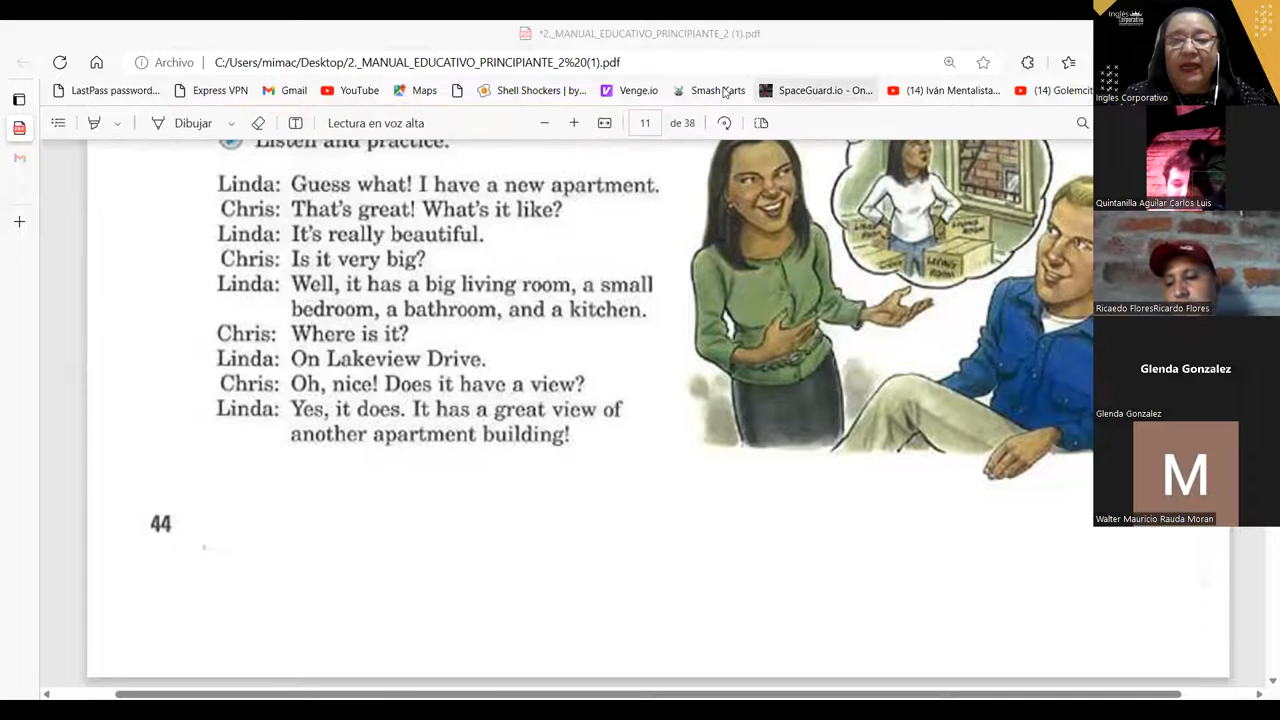 *2._MANUAL_EDUCATIVO_PRINCIPIANTE_2 (1).pdf
Archivo C:/Users/mimac/Desktop/2._MANUAL_EDUCATIVO_PRINCIPIANTE_2%20(1).pdf
LastPass password... Express VPN Gmail YouTube Maps Shell Shockers | by... Venge.io Smash Karts SpaceGuard.io - On... (14) Iván Mentalista... (14) Golemcit
Dibujar Lectura en voz alta 11 de 38
Listen and practice.
Linda: Guess what! I have a new apartment.
Chris: That's great! What's it like?
Linda: It's really beautiful.
Chris: Is it very big?
Linda: Well, it has a big living room, a small
bedroom, a bathroom, and a kitchen.
Chris: Where is it?
Linda: On Lakeview Drive.
Chris: Oh, nice! Does it have a view?
Linda: Yes, it does. It has a great view of
another apartment building!
LIVING
ROOM
44
Inglés
Corporativo
Ingles Corporativo
Quintanilla Aguilar Carlos Luis
Ricaedo FloresRicardo Flores
Glenda Gonzalez
Glenda Gonzalez
M
Walter Mauricio Rauda Moran